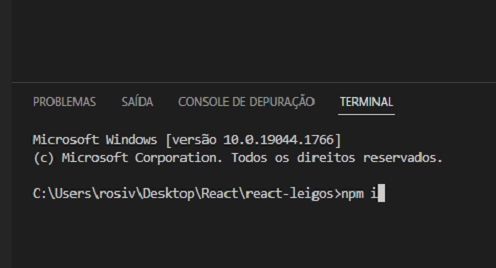 PROBLEMAS SAÍDA CONSOLE DE DEPURAÇÃO TERMINAL
Microsoft Windows [versão 10.0.19044.1766]
(c) Microsoft Corporation. Todos os direitos reservados.
C:\Users\rosiv\Desktop\React\react-leigos>npm i